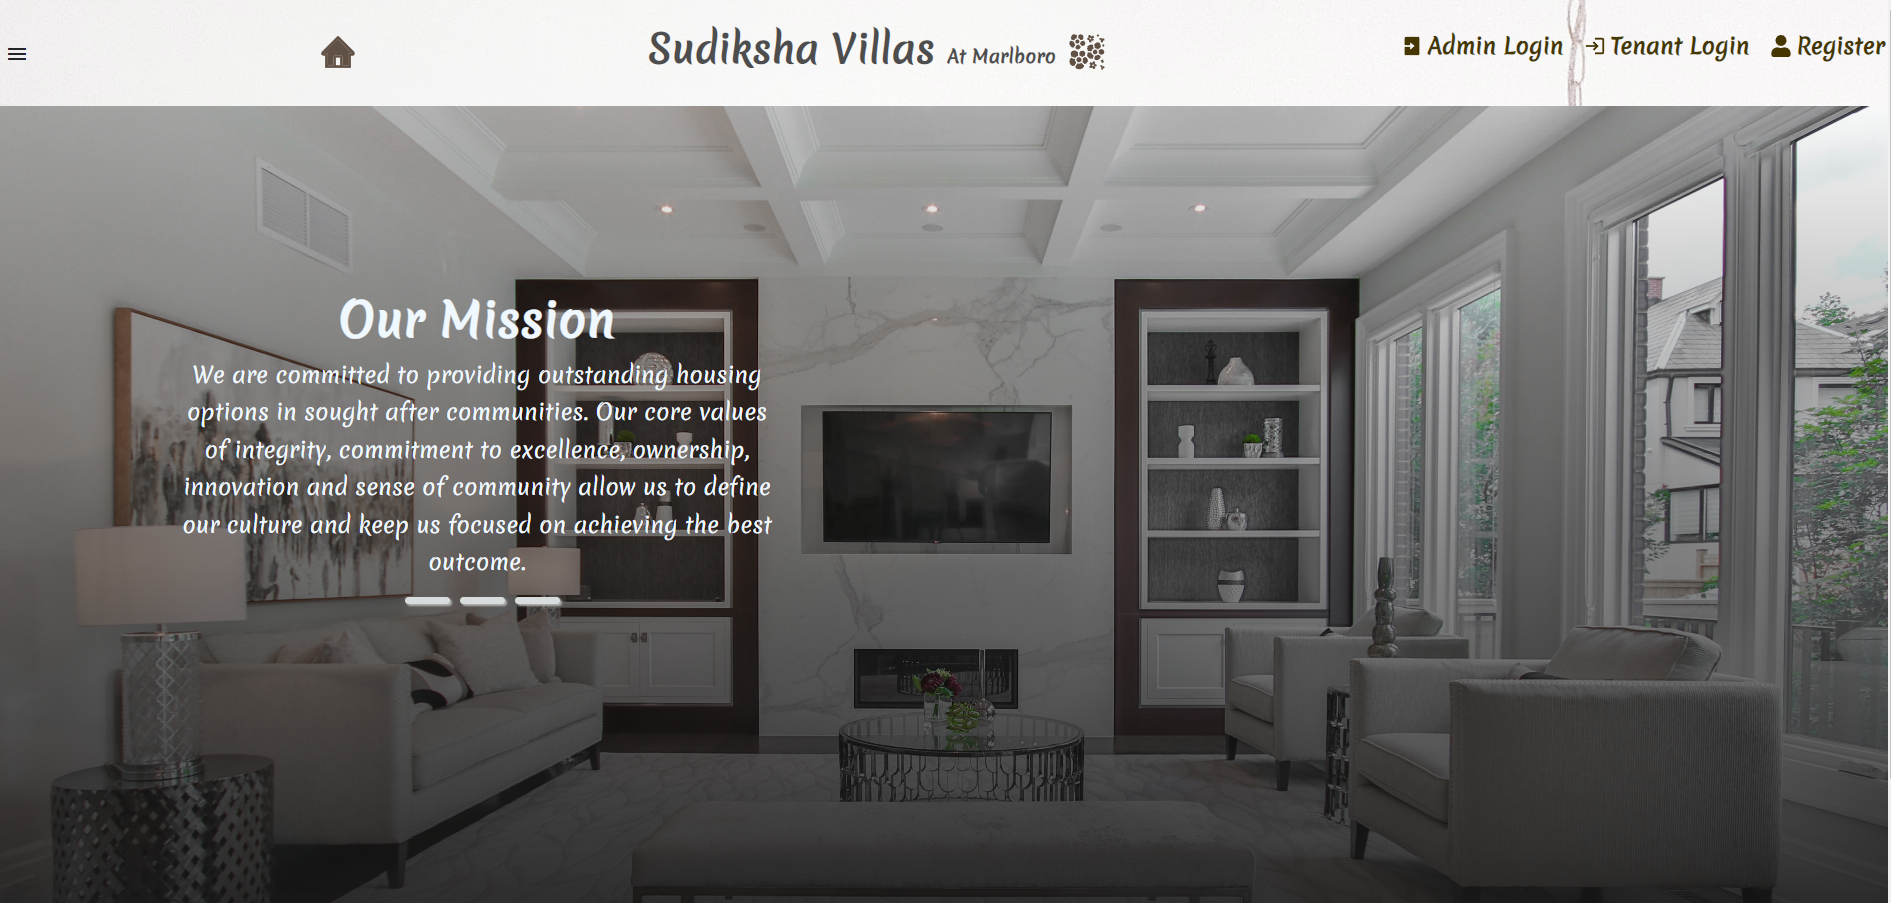 Sudiksha Villas At Marlboro
Admin Login
Tenant Login
Register
Our Mission
We are committed to providing outstanding housing
options in sought after communities. Our core values
of integrity, commitment to excellence, ownership,
innovation and sense of community allow us to define
our culture and keep us focused on achieving the best
outcome.